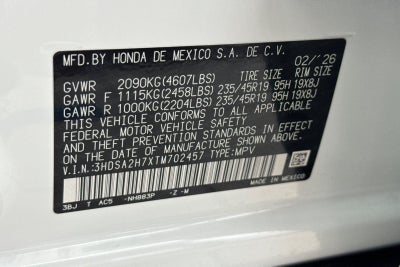 MFD.BY HONDA DE MEXICO S.A. DE C.V.
02/'26
GVWR 2090KG(4607LBS) TIRE SIZE RIM SIZE
GAWR F 1115KG(2458LBS) 235/45R19 95H 19X8J
GAWR R 1000KG(2204LBS) 235/45R19 95H 19X8J
THIS VEHICLE CONFORMS TO ALL APPLICABLE
FEDERAL MOTOR VEHICLE SAFETY
AND THEFT PREVENTION STANDARDS
IN EFFECT ON THE DATE OF
MANUFACTURE SHOWN ABOVE.
V.I.N.:3HDSA2H7XTM702457 TYPE:MPV
3BJ T AC5 -NH883P -Z -M
MADE IN MEXICO